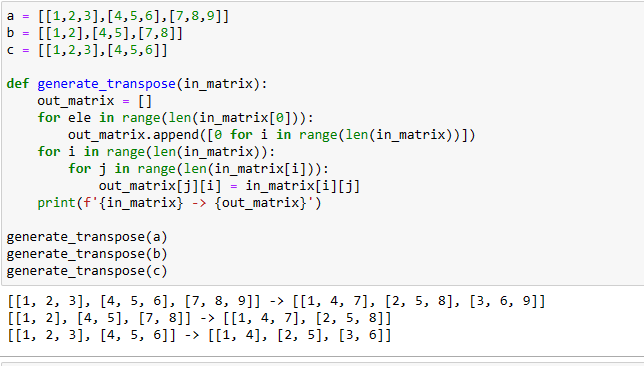 a = [[1,2,3],[4,5,6],[7,8,9]]
b = [[1,2],[4,5],[7,8]]
c = [[1,2,3],[4,5,6]]

def generate_transpose(in_matrix):
    out_matrix = []
    for ele in range(len(in_matrix[0])):
        out_matrix.append([0 for i in range(len(in_matrix))])
    for i in range(len(in_matrix)):
        for j in range(len(in_matrix[i])):
            out_matrix[j][i] = in_matrix[i][j]
    print(f'{in_matrix} -> {out_matrix}')

generate_transpose(a)
generate_transpose(b)
generate_transpose(c)
[[1, 2, 3], [4, 5, 6], [7, 8, 9]] -> [[1, 4, 7], [2, 5, 8], [3, 6, 9]]
[[1, 2], [4, 5], [7, 8]] -> [[1, 4, 7], [2, 5, 8]]
[[1, 2, 3], [4, 5, 6]] -> [[1, 4], [2, 5], [3, 6]]